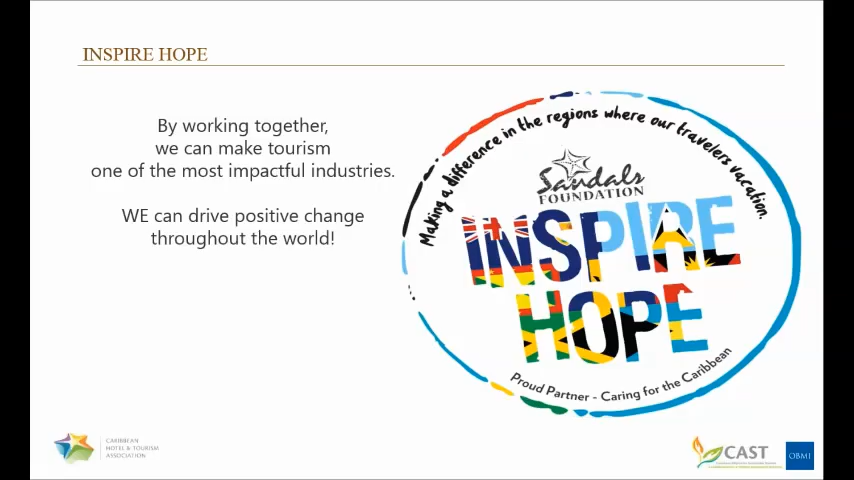 INSPIRE HOPE
By working together,
we can make tourism
one of the most impactful industries.
WE can drive positive change
throughout the world!
Making a difference in the regions where our travelers vacation.
Sandals
FOUNDATION
INSPIRE
HOPE
Proud Partner - Caring for the Caribbean
CARIBBEAN
HOTEL & TOURISM
ASSOCIATION
CAST
OBMI